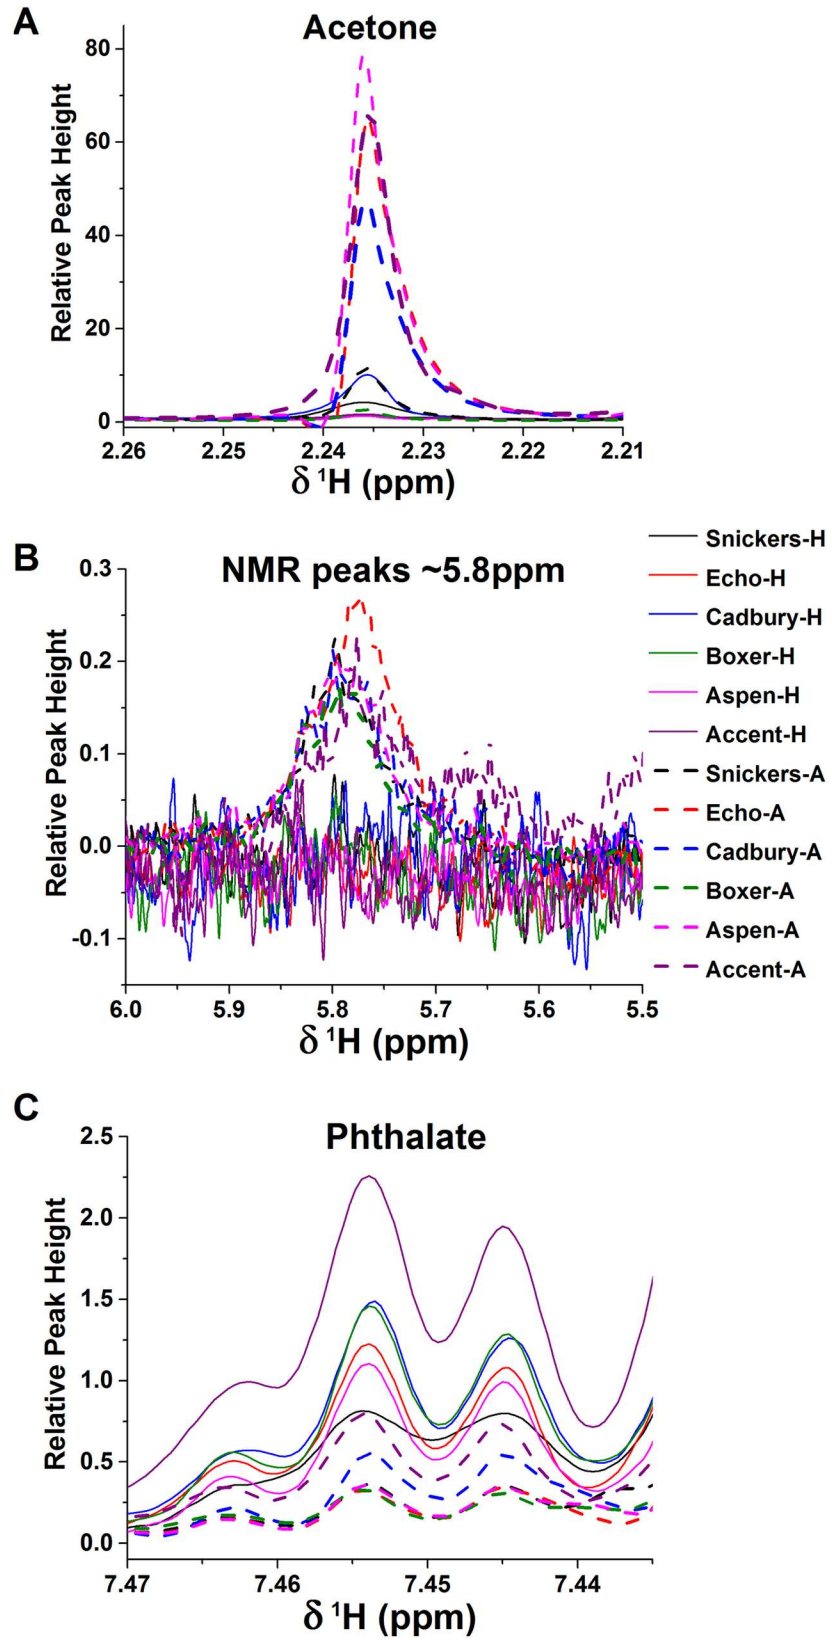 A
Acetone
Relative Peak Height
80
60
40
20
0
2.26 2.25 2.24 2.23 2.22 2.21
δ ¹H (ppm)
B
NMR peaks ~5.8ppm
Relative Peak Height
0.3
0.2
0.1
0.0
-0.1
6.0 5.9 5.8 5.7 5.6 5.5
δ ¹H (ppm)
Snickers-H
Echo-H
Cadbury-H
Boxer-H
Aspen-H
Accent-H
Snickers-A
Echo-A
Cadbury-A
Boxer-A
Aspen-A
Accent-A
C
Phthalate
Relative Peak Height
2.5
2.0
1.5
1.0
0.5
0.0
7.47 7.46 7.45 7.44
δ ¹H (ppm)